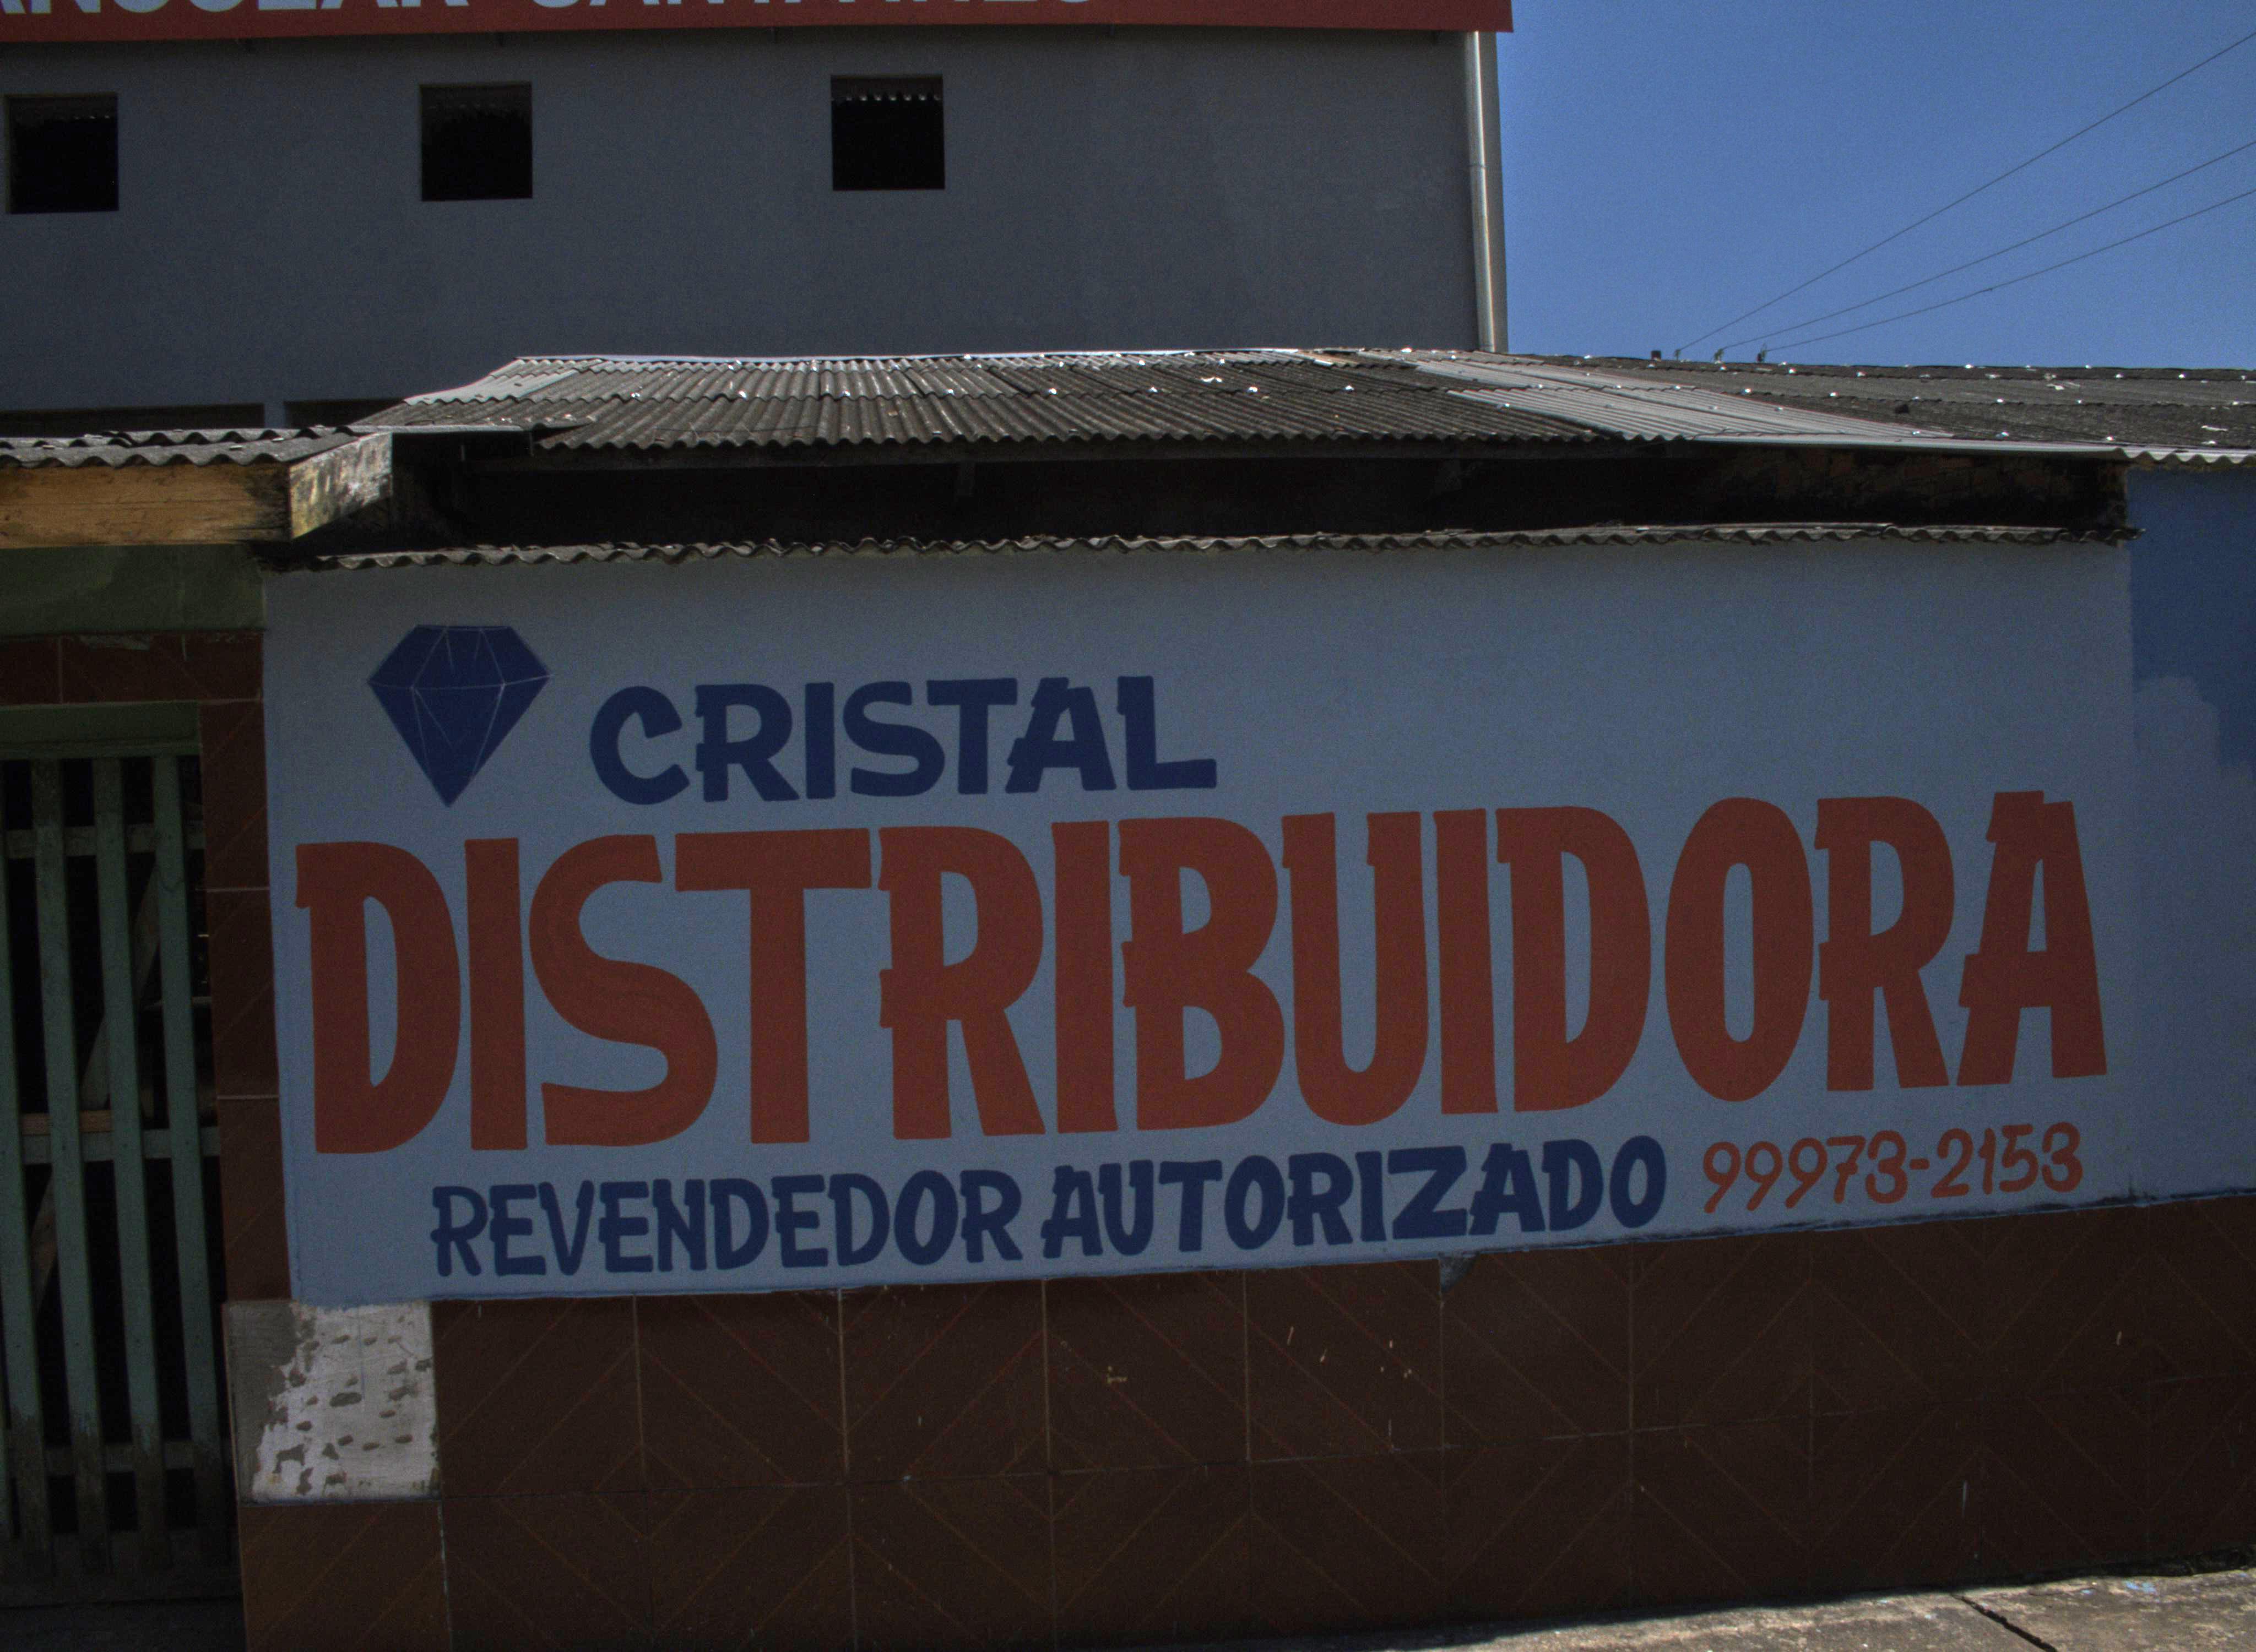 CRISTAL
DISTRIBUIDORA
REVENDEDOR AUTORIZADO 99973-2153